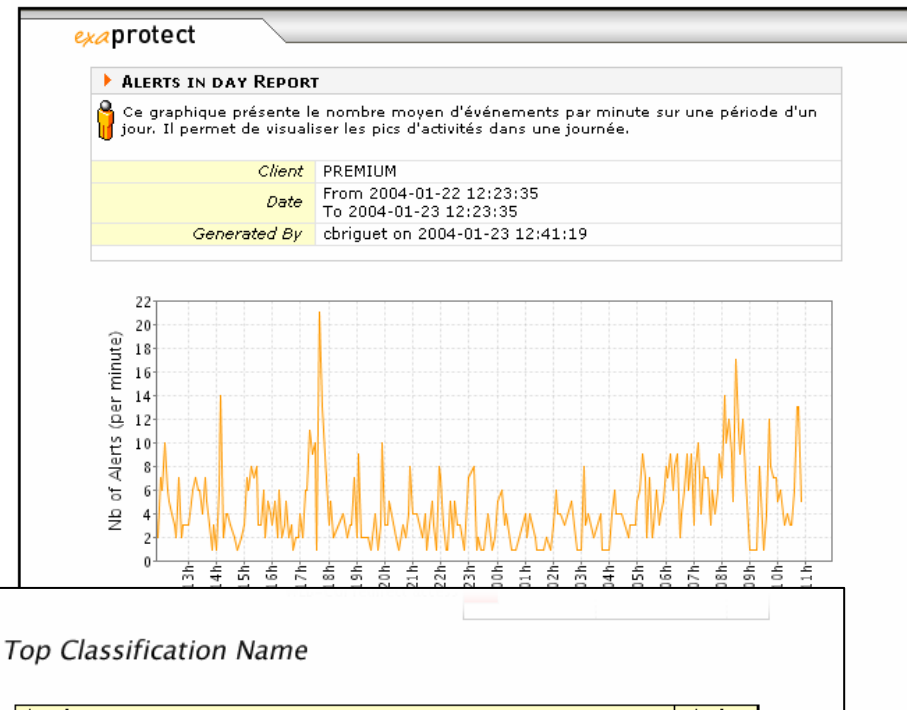 exaprotect
ALERTS IN DAY REPORT
Ce graphique présente le nombre moyen d'événements par minute sur une période d'un
jour. Il permet de visualiser les pics d'activités dans une journée.
Client PREMIUM
Date From 2004-01-22 12:23:35
To 2004-01-23 12:23:35
Generated By cbriguet on 2004-01-23 12:41:19
Nb of Alerts (per minute)
22
20
18
16
14
12
10
8
6
4
2
0
13h 14h 15h 16h 17h 18h 19h 20h 21h 22h 23h 00h 01h 02h 03h 04h 05h 06h 07h 08h 09h 10h 11h
Top Classification Name